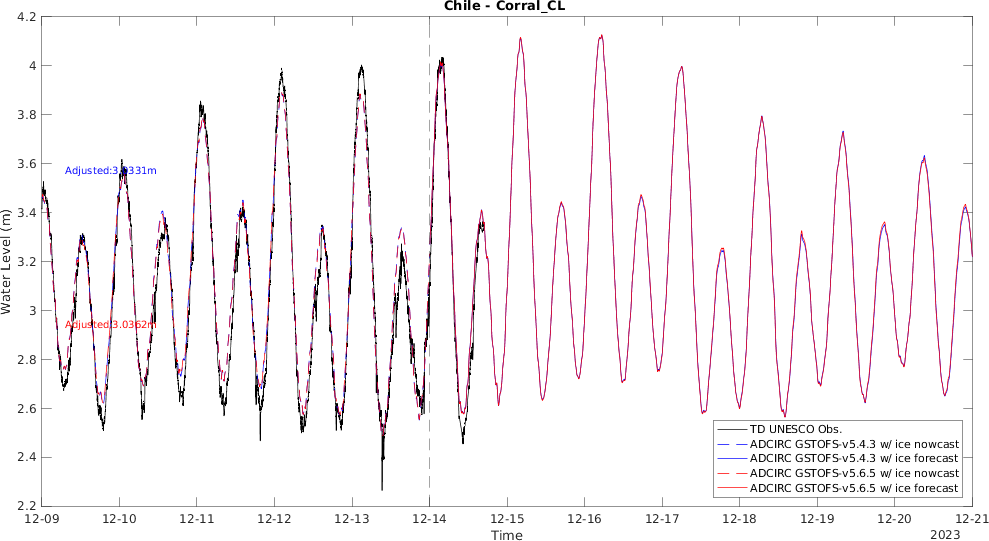 Chile - Corral_CL
Water Level (m)
4.2
4
3.8
3.6
3.4
3.2
3
2.8
2.6
2.4
2.2
Adjusted:3.0331m
Adjusted:3.0362m
TD UNESCO Obs.
ADCIRC GSTOFS-v5.4.3 w/ ice nowcast
ADCIRC GSTOFS-v5.4.3 w/ ice forecast
ADCIRC GSTOFS-v5.6.5 w/ ice nowcast
ADCIRC GSTOFS-v5.6.5 w/ ice forecast
12-09 12-10 12-11 12-12 12-13 12-14 12-15 12-16 12-17 12-18 12-19 12-20 12-21
Time
2023